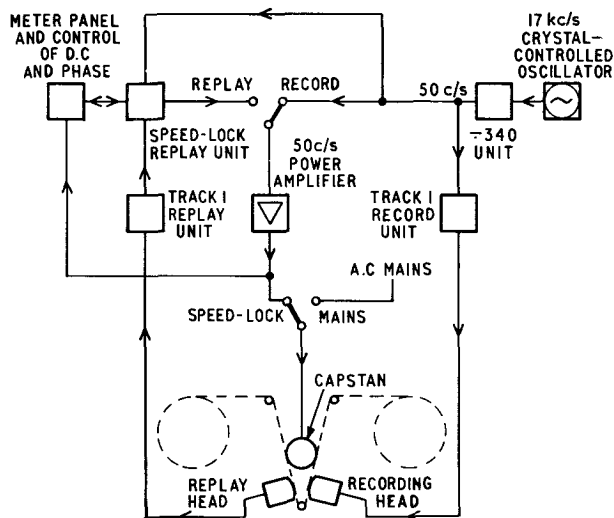 METER PANEL
AND CONTROL
OF D.C
AND PHASE
17 kc/s
CRYSTAL-
CONTROLLED
OSCILLATOR
REPLAY
RECORD
50 c/s
SPEED-LOCK
REPLAY UNIT
÷340
UNIT
50c/s
POWER
AMPLIFIER
TRACK I
REPLAY
UNIT
TRACK I
RECORD
UNIT
A.C MAINS
SPEED-LOCK
MAINS
CAPSTAN
REPLAY
HEAD
RECORDING
HEAD